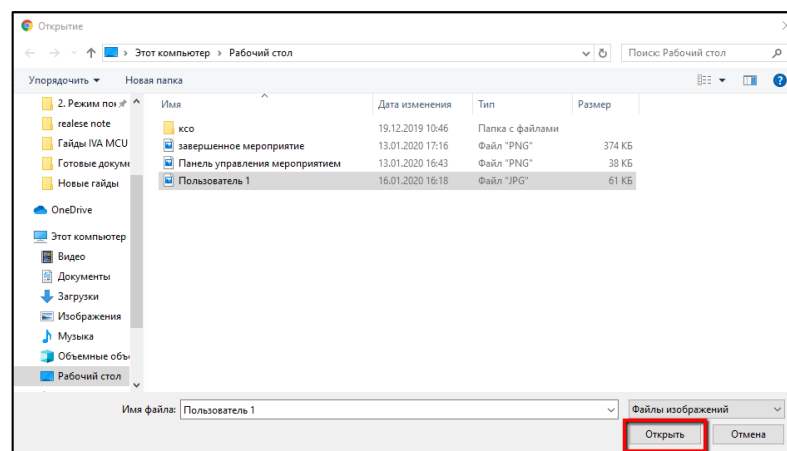 Открытие
Этот компьютер › Рабочий стол
Поиск: Рабочий стол
Упорядочить
Новая папка
2. Режим по
realese note
Гайды IVA MCU
Готовые докум
Новые гайды
OneDrive
Этот компьютер
Видео
Документы
Загрузки
Изображения
Музыка
Объемные объ
Рабочий стол
Имя Дата изменения Тип Размер
ксо 19.12.2019 10:46 Папка с файлами
завершенное мероприятие 13.01.2020 17:16 Файл "PNG" 374 КБ
Панель управления мероприятием 13.01.2020 16:43 Файл "PNG" 38 КБ
Пользователь 1 16.01.2020 16:18 Файл "JPG" 61 КБ
Имя файла: Пользователь 1
Файлы изображений
Открыть
Отмена